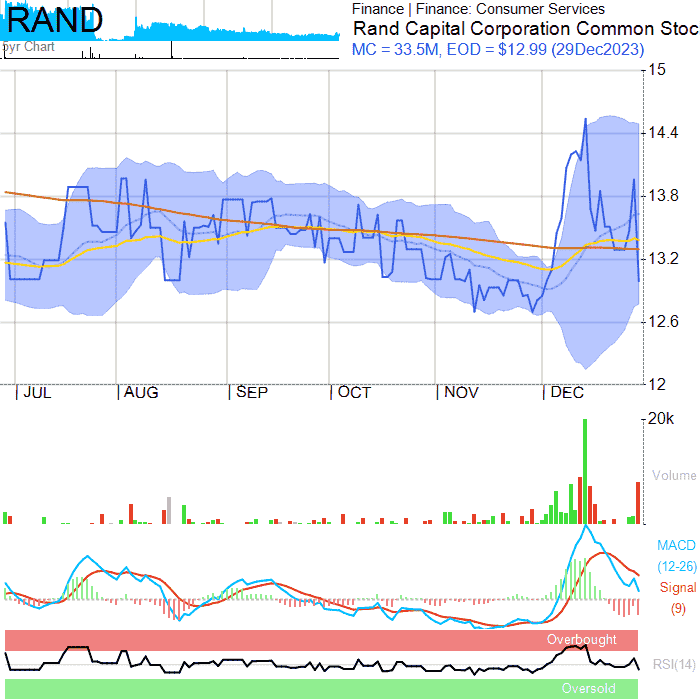 RAND
5yr Chart
Finance | Finance: Consumer Services
Rand Capital Corporation Common Stoc
MC = 33.5M, EOD = $12.99 (29Dec2023)
15
14.4
13.8
13.2
12.6
12
JUL AUG SEP OCT NOV DEC
20k
Volume
MACD
(12-26)
Signal
(9)
Overbought
RSI(14)
Oversold